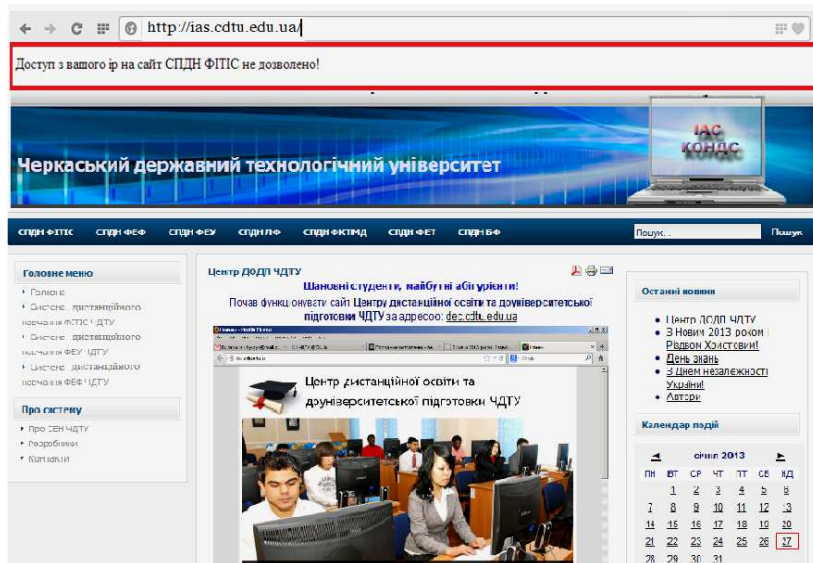 http://ias.cdtu.edu.ua/
Доступ з вашого ip на сайт СПДН ФІТІС не дозволено!
ІАС
КОНДС
Черкаський державний технологічний університет
СПДН ФІТІС СПДН ФЕФ СПДН ФЕУ СПДН ЛФ СПДН ФКТМД СПДН ФЕТ СПДН БФ
Пошук... Пошук
Головне меню
Головна
Система дистанційного
навчання ФІТІС ЧДТУ
Система дистанційного
навчання ФЕУ ЧДТУ
Система дистанційного
навчання ФЕФ ЧДТУ
Про систему
Про СЕН ЧДТУ
Розробники
Контакти
Центр ДОДП ЧДТУ
Шановні студенти, майбутні абітурієнти!
Почав функціонувати сайт Центру дистанційної освіти та доуніверситетської
підготовки ЧДТУ за адресою: dec.cdtu.edu.ua
Центр дистанційної освіти та
доуніверситетської підготовки ЧДТУ
Останні новини
Центр ДОДП ЧДТУ
З Новим 2013 роком і
Різдвом Христовим!
День знань
З Днем незалежності
України!
Автори
Календар подій
січня 2013
ПН ВТ СР ЧТ ПТ СБ НД
1 2 3 4 5 6
7 8 9 10 11 12 13
14 15 16 17 18 19 20
21 22 23 24 25 26 27
28 29 30 31